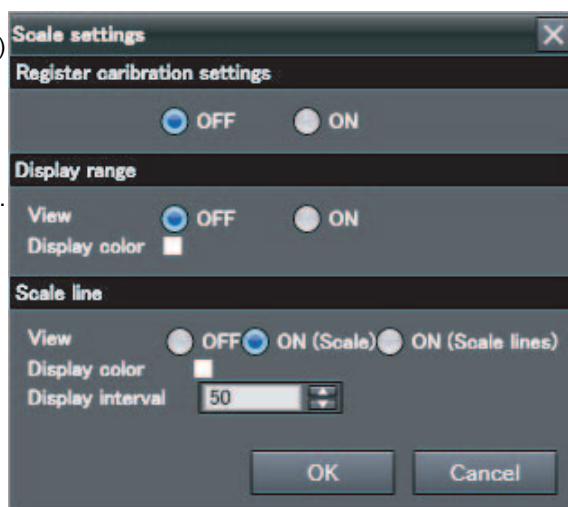 )
Scale settings
Register caribration settings
OFF ON
Display range
.
View OFF ON
Display color
Scale line
View OFF ON (Scale) ON (Scale lines)
Display color
Display interval 50
OK Cancel